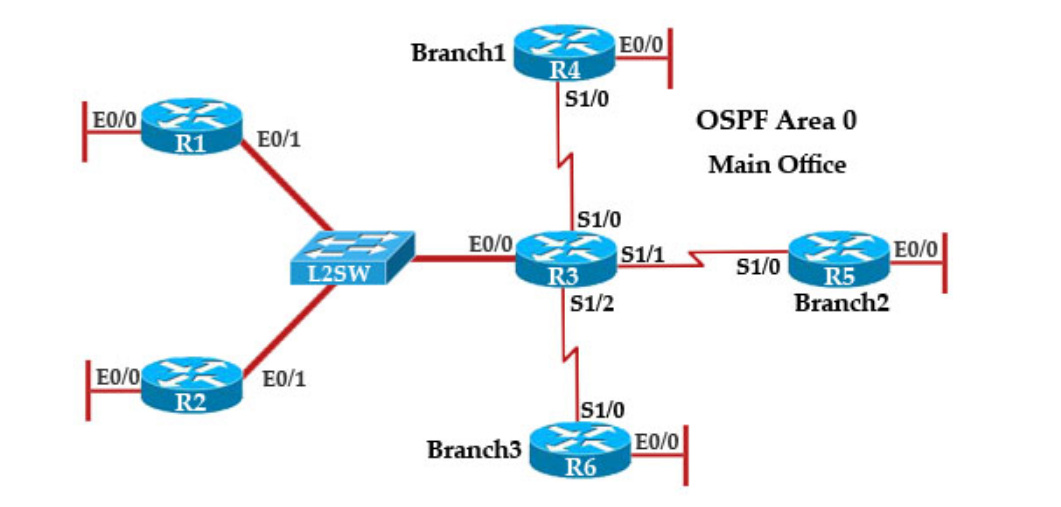 Branch1
R4
E0/0
S1/0
OSPF Area 0
Main Office
E0/0
R1
E0/1
S1/0
L2SW
E0/0
R3
S1/1
S1/0
R5
E0/0
Branch2
S1/2
E0/0
R2
E0/1
S1/0
Branch3
R6
E0/0